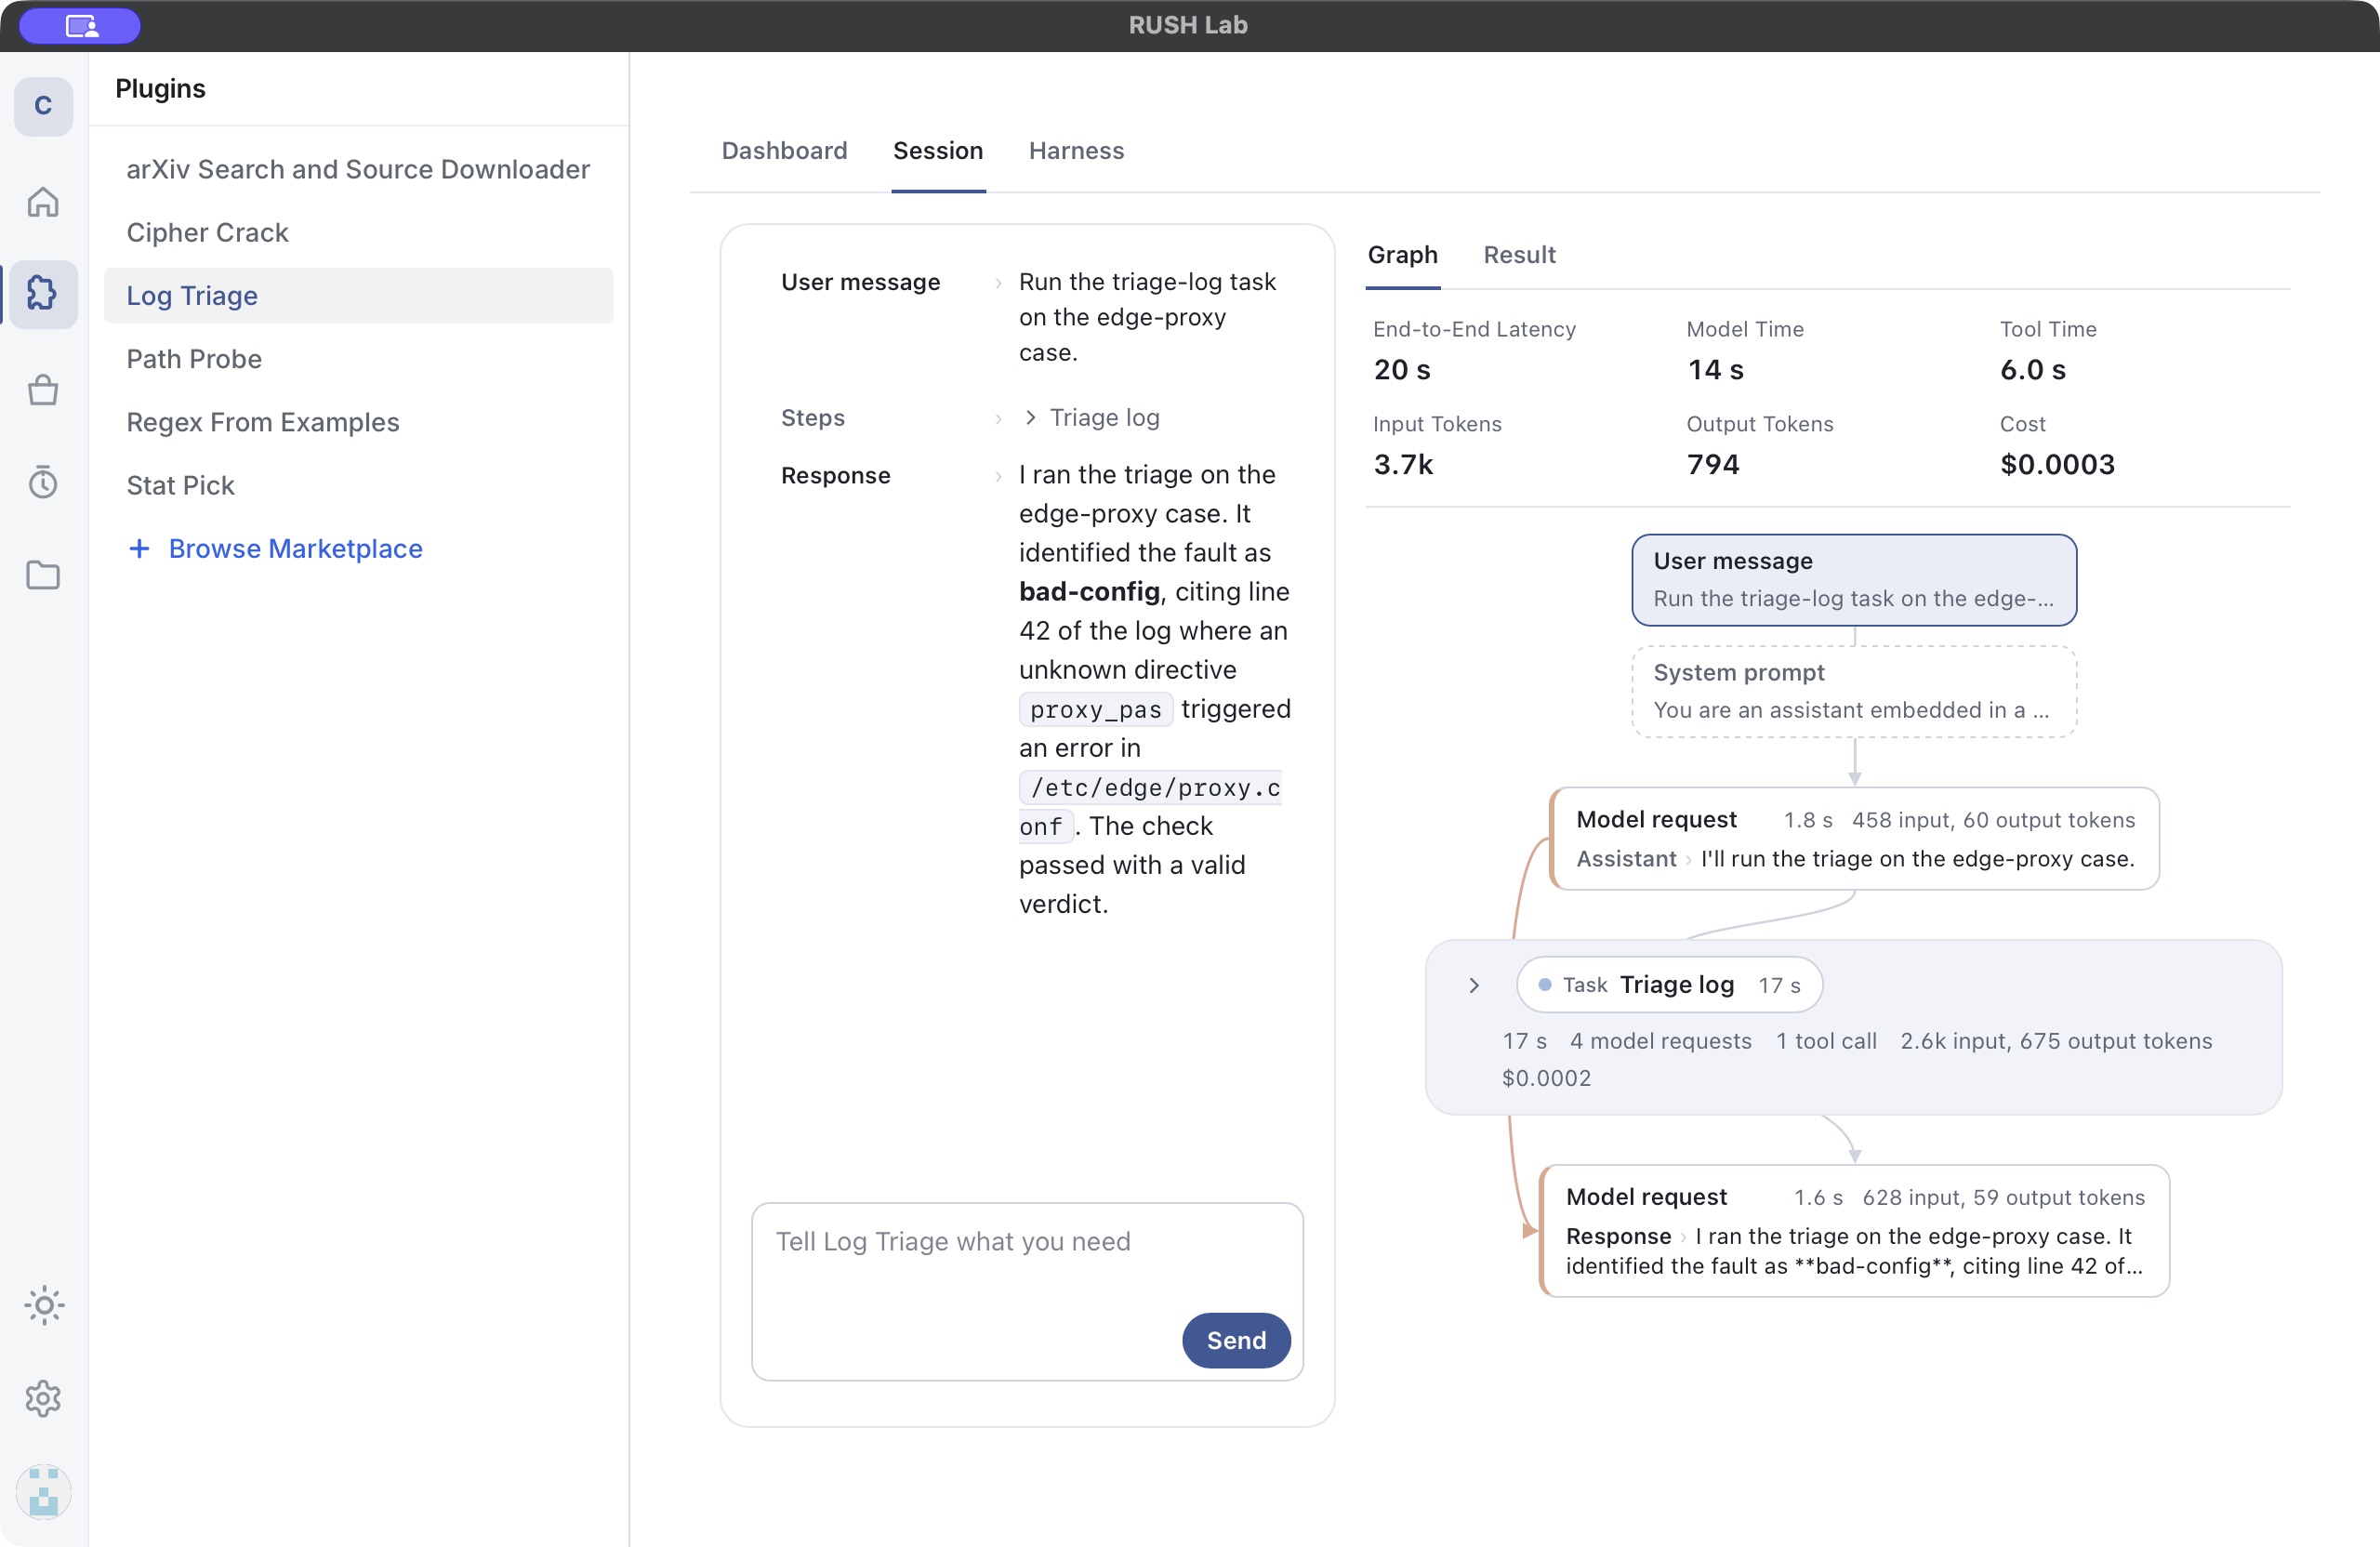 RUSH Lab
C
Plugins
arXiv Search and Source Downloader
Cipher Crack
Log Triage
Path Probe
Regex From Examples
Stat Pick
+ Browse Marketplace
Dashboard Session Harness
User message › Run the triage-log task
on the edge-proxy
case.
Steps › > Triage log
Response › I ran the triage on the
edge-proxy case. It
identified the fault as
bad-config, citing line
42 of the log where an
unknown directive
proxy_pas triggered
an error in
/etc/edge/proxy.c
onf. The check
passed with a valid
verdict.
Tell Log Triage what you need
Send
Graph Result
End-to-End Latency Model Time Tool Time
20 s 14 s 6.0 s
Input Tokens Output Tokens Cost
3.7k 794 $0.0003
User message
Run the triage-log task on the edge-...
System prompt
You are an assistant embedded in a ...
Model request 1.8 s 458 input, 60 output tokens
Assistant › I'll run the triage on the edge-proxy case.
Task Triage log 17 s
17 s 4 model requests 1 tool call 2.6k input, 675 output tokens
$0.0002
Model request 1.6 s 628 input, 59 output tokens
Response › I ran the triage on the edge-proxy case. It
identified the fault as **bad-config**, citing line 42 of...